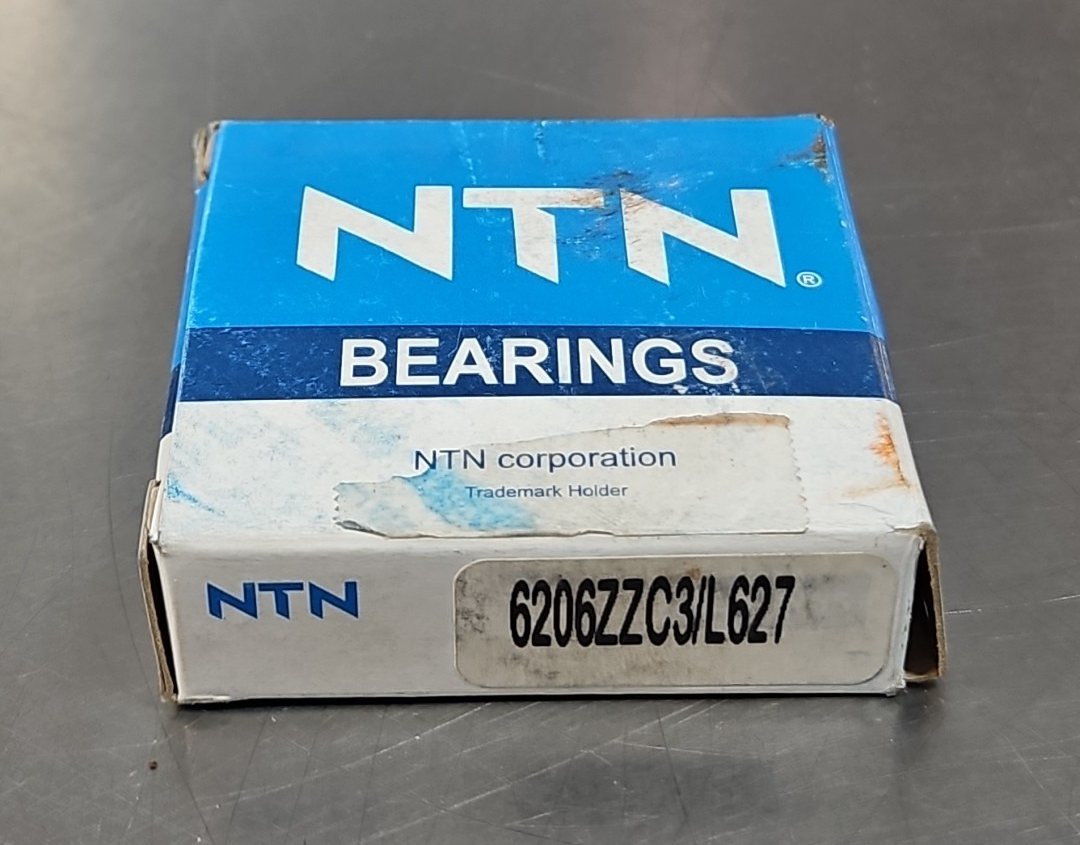 NTN®
BEARINGS
NTN corporation
Trademark Holder
NTN
6206ZZC3/L627